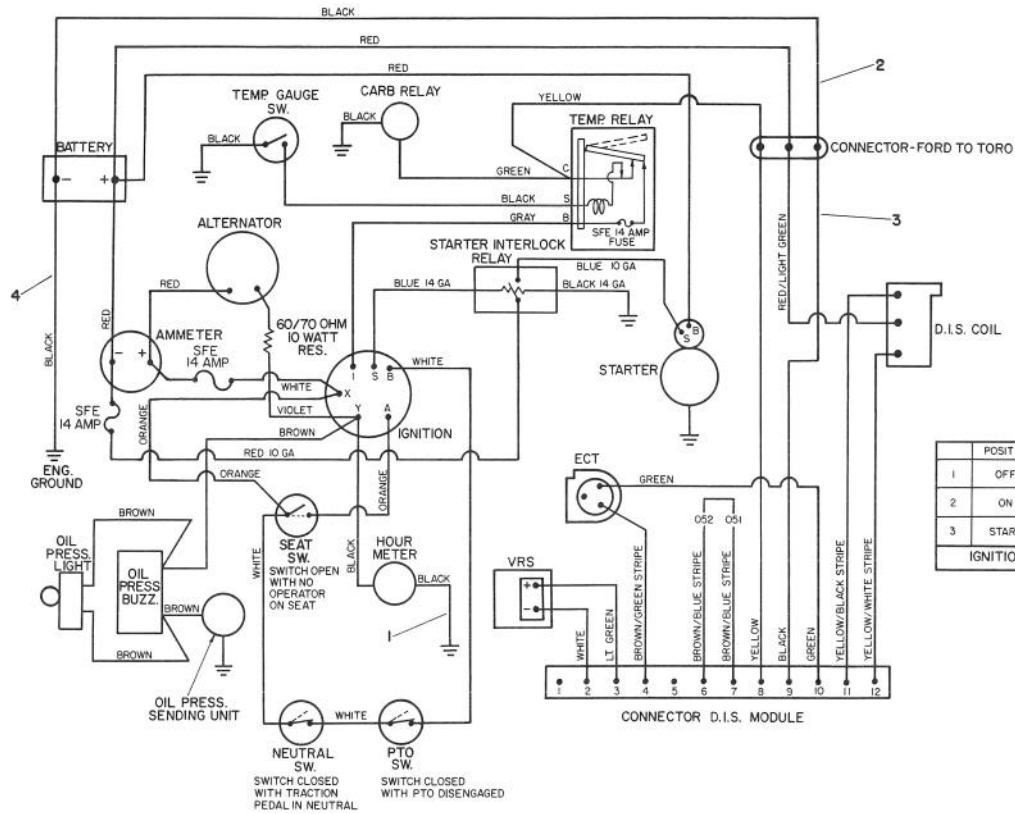 BLACK
RED
2
RED
TEMP. GAUGE
SW.
CARB RELAY
YELLOW
BLACK
TEMP. RELAY
BLACK
BATTERY
CONNECTOR-FORD TO TORO
-
+
C
GREEN
BLACK
S
GRAY
B
SFE 14 AMP
FUSE
3
ALTERNATOR
STARTER INTERLOCK
RELAY
BLUE 10 GA
RED/LIGHT GREEN
4
RED
BLUE 14 GA
BLACK 14 GA
RED
AMMETER
60/70 OHM
10 WATT
RES.
D.I.S. COIL
S
B
BLACK
-
+
SFE
14 AMP
WHITE
STARTER
I
S
B
WHITE
X
SFE
14 AMP
ORANGE
VIOLET
Y
A
BROWN
IGNITION
RED 10 GA
ENG.
GROUND
ECT
ORANGE
ORANGE
GREEN
POSIT
1
OFF
2
ON
3
STAR
IGNITIO
BROWN
052
051
OIL
PRESS.
LIGHT
SEAT
SW.
SWITCH OPEN
WITH NO
OPERATOR
ON SEAT
WHITE
BLACK
HOUR
METER
BLACK
VRS
+
-
OIL
PRESS
BUZZ.
BROWN
BROWN
1
WHITE
LT GREEN
BROWN/GREEN STRIPE
BROWN/BLUE STRIPE
BROWN/BLUE STRIPE
YELLOW
BLACK
GREEN
YELLOW/BLACK STRIPE
YELLOW/WHITE STRIPE
1
2
3
4
5
6
7
8
9
10
11
12
OIL PRESS.
SENDING UNIT
CONNECTOR D.I.S. MODULE
WHITE
NEUTRAL
SW.
PTO
SW.
SWITCH CLOSED
WITH TRACTION
PEDAL IN NEUTRAL
SWITCH CLOSED
WITH PTO DISENGAGED